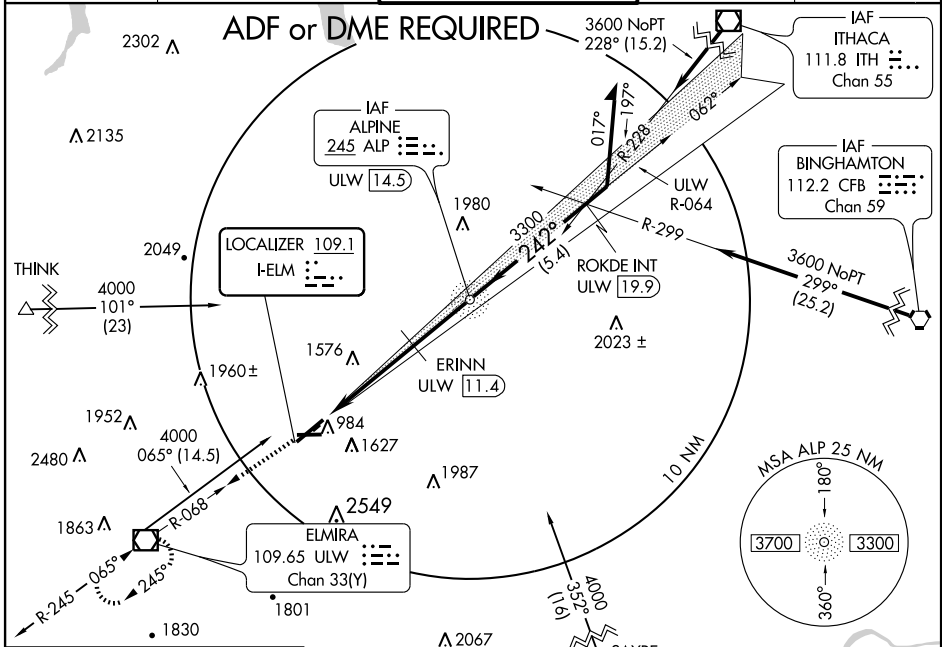 ADF or DME REQUIRED
2302
3600 NoPT
228° (15.2)
IAF
ITHACA
111.8 ITH
Chan 55
2135
IAF
ALPINE
245 ALP
ULW 14.5
017°
197°
R-228
062°
IAF
BINGHAMTON
112.2 CFB
Chan 59
ULW
R-064
1980
3300
242°
(5.4)
R-299
2049
LOCALIZER 109.1
I-ELM
ROKDE INT
ULW 19.9
3600 NoPT
299°
(25.2)
THINK
4000
101°
(23)
2023 ±
1576
ERINN
ULW 11.4
1960 ±
1952
984
4000
065° (14.5)
1627
2480
1987
10 NM
MSA ALP 25 NM
180°
3700
3300
360°
R-068
2549
1863
ELMIRA
109.65 ULW
Chan 33(Y)
R-245
065°
245°
4000
352°
(16)
1801
1830
2067